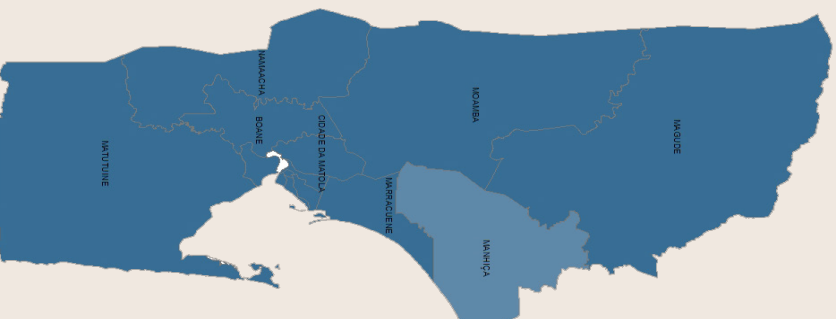 MATUTUINE
NAMAACHA
BOANE
CIDADE DA MATOLA
MARRACUENE
MOAMBA
MANHIÇA
MAGUDE